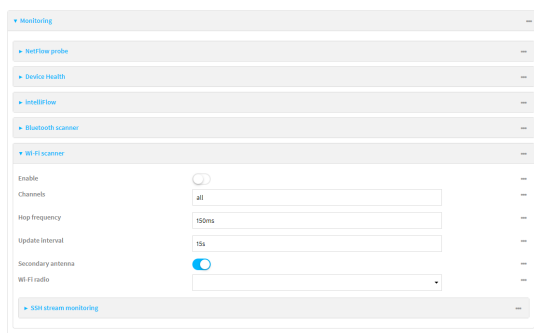 Monitoring
NetFlow probe
Device Health
IntelliFlow
Bluetooth scanner
Wi-Fi scanner
Enable
Channels
all
Hop frequency
150ms
Update interval
15s
Secondary antenna
Wi-Fi radio
SSH stream monitoring